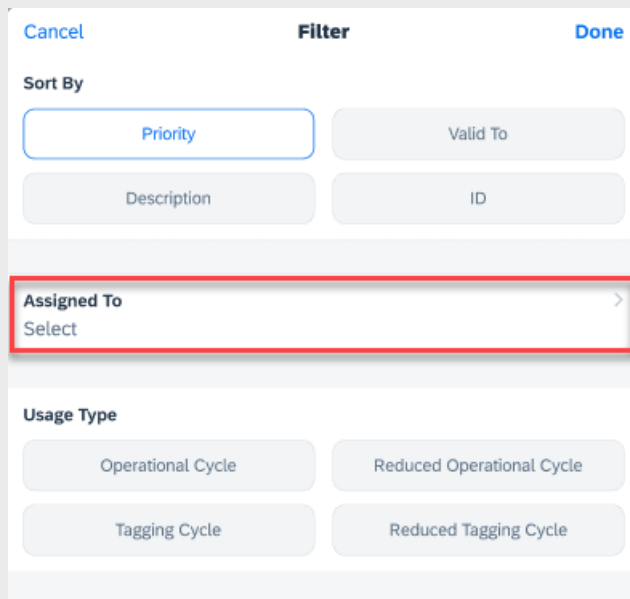 Cancel Filter Done
Sort By
Priority Valid To
Description ID
Assigned To
Select
Usage Type
Operational Cycle Reduced Operational Cycle
Tagging Cycle Reduced Tagging Cycle